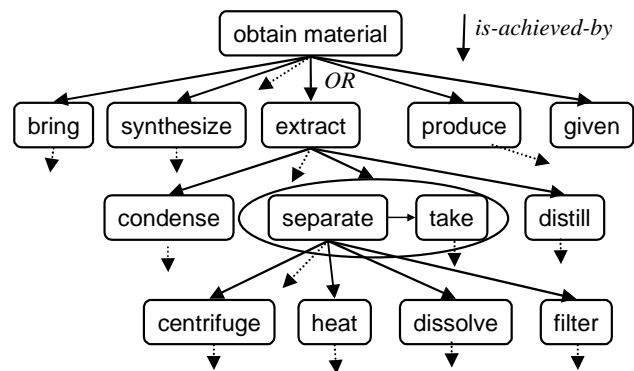 obtain material
is-achieved-by
OR
bring synthesize extract produce given
condense separate take distill
centrifuge heat dissolve filter